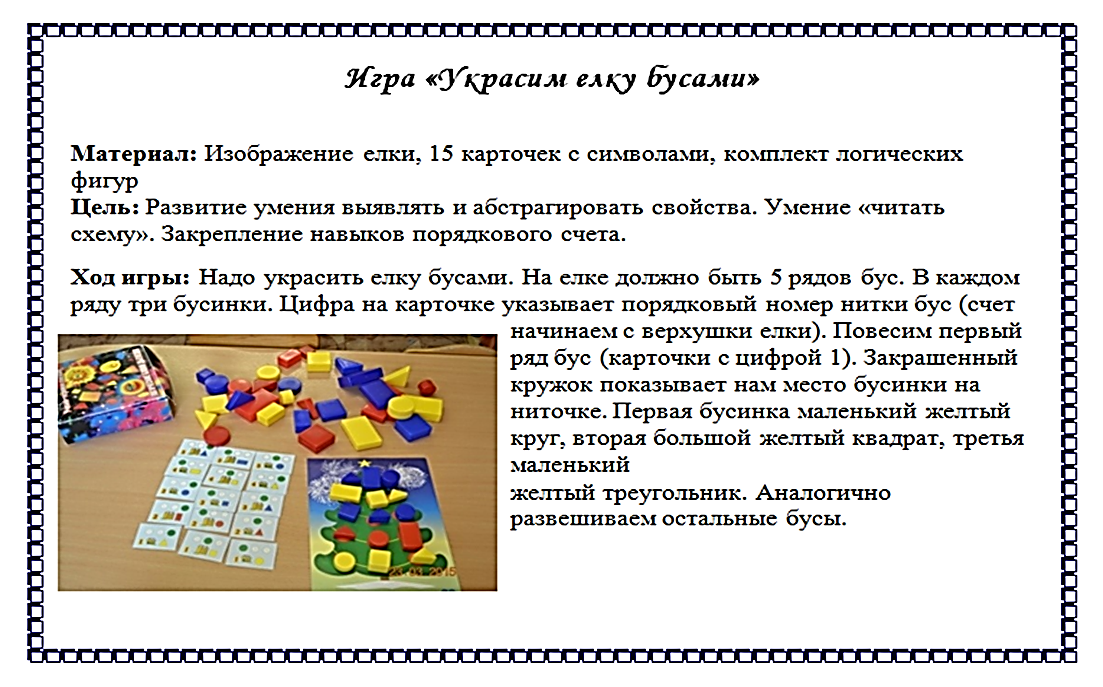 Игра «Украсим елку бусами»
Материал: Изображение елки, 15 карточек с символами, комплект логических
фигур
Цель: Развитие умения выявлять и абстрагировать свойства. Умение «читать
схему». Закрепление навыков порядкового счета.
Ход игры: Надо украсить елку бусами. На елке должно быть 5 рядов бус. В каждом
ряду три бусинки. Цифра на карточке указывает порядковый номер нитки бус (счет
начинаем с верхушки елки). Повесим первый
ряд бус (карточки с цифрой 1). Закрашенный
кружок показывает нам место бусинки на
ниточке. Первая бусинка маленький желтый
круг, вторая большой желтый квадрат, третья
маленький
желтый треугольник. Аналогично
развешиваем остальные бусы.
23.03.2015